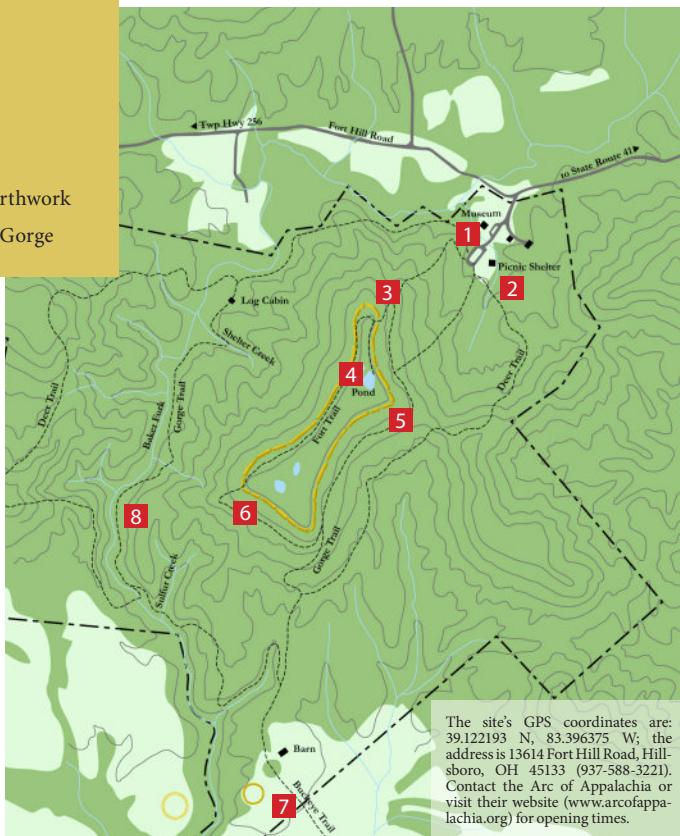 rthwork
Gorge
Twp Hwy 256
Fort Hill Road
to State Route 41
Museum
1
Picnic Shelter
2
3
Log Cabin
Shelter Creek
4
Pond
Deer Trail
Deer Trail
Gorge Trail
Baker Fork
Fort Trail
5
6
8
Gorge Trail
Sulfur Creek
Barn
7
Buckeye Trail
The site's GPS coordinates are:
39.122193 N, 83.396375 W; the
address is 13614 Fort Hill Road, Hill-
sboro, OH 45133 (937-588-3221).
Contact the Arc of Appalachia or
visit their website (www.arcofappa-
lachia.org) for opening times.